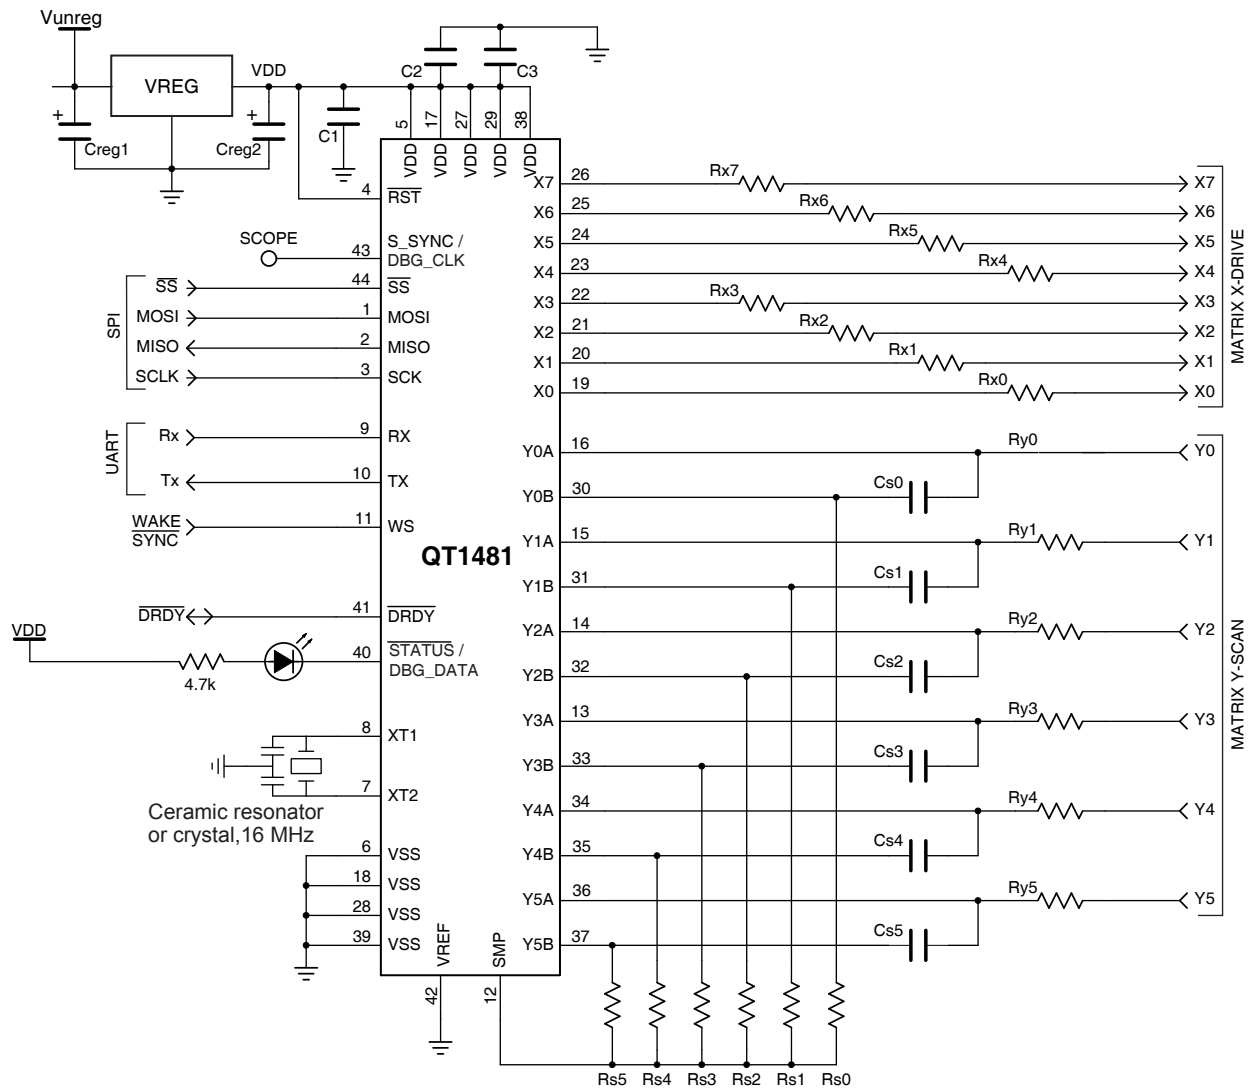 Vunreg
VREG
VDD
C2
C3
+
Creg1
+
Creg2
C1
5
17
27
29
38
VDD
VDD
VDD
VDD
VDD
4
RST
SCOPE
43
S_SYNC /
DBG_CLK
SPI
SS
44
SS
MOSI
1
MOSI
MISO
2
MISO
SCLK
3
SCK
UART
Rx
9
RX
Tx
10
TX
WAKE
SYNC
11
WS
QT1481
DRDY
41
DRDY
VDD
4.7k
40
STATUS /
DBG_DATA
8
XT1
7
XT2
Ceramic resonator
or crystal,16 MHz
6
VSS
18
VSS
28
VSS
39
VSS
VREF
42
SMP
12
X7
26
Rx7
X7
X6
25
Rx6
X6
X5
24
Rx5
X5
X4
23
Rx4
X4
X3
22
Rx3
X3
X2
21
Rx2
X2
X1
20
Rx1
X1
X0
19
Rx0
X0
MATRIX X-DRIVE
Y0A
16
Ry0
Y0
Y0B
30
Cs0
Y1A
15
Ry1
Y1
Y1B
31
Cs1
Y2A
14
Ry2
Y2
Y2B
32
Cs2
Y3A
13
Ry3
Y3
Y3B
33
Cs3
Y4A
34
Ry4
Y4
Y4B
35
Cs4
Y5A
36
Ry5
Y5
Y5B
37
Cs5
MATRIX Y-SCAN
Rs5
Rs4
Rs3
Rs2
Rs1
Rs0